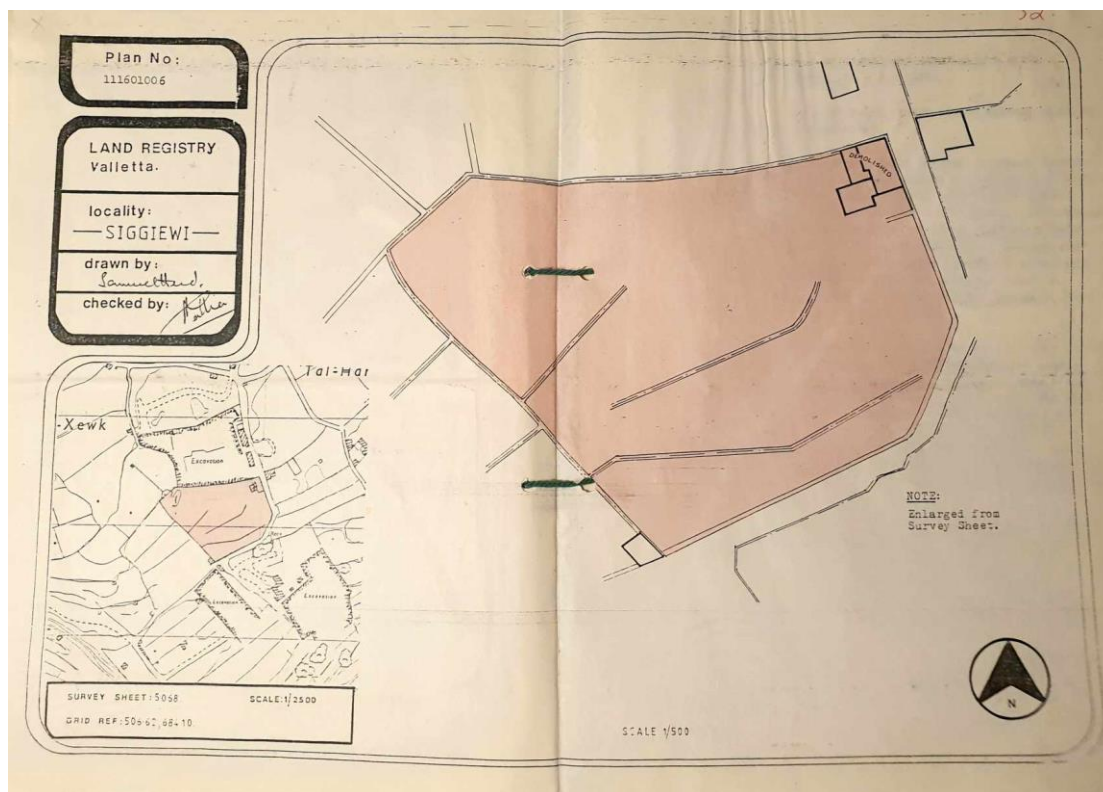 32.
Plan No:
111601006
LAND REGISTRY
Valletta.
locality:
SIGGIEWI
drawn by:
checked by:
DEMOLISHED
Tal-Har
-Xewk
Excavation
Excavation
Excavation
NOTE:
Enlarged from
Survey Sheet.
SURVEY SHEET:5068
SCALE:1/2500
GRID REF:
SCALE 1/500
N